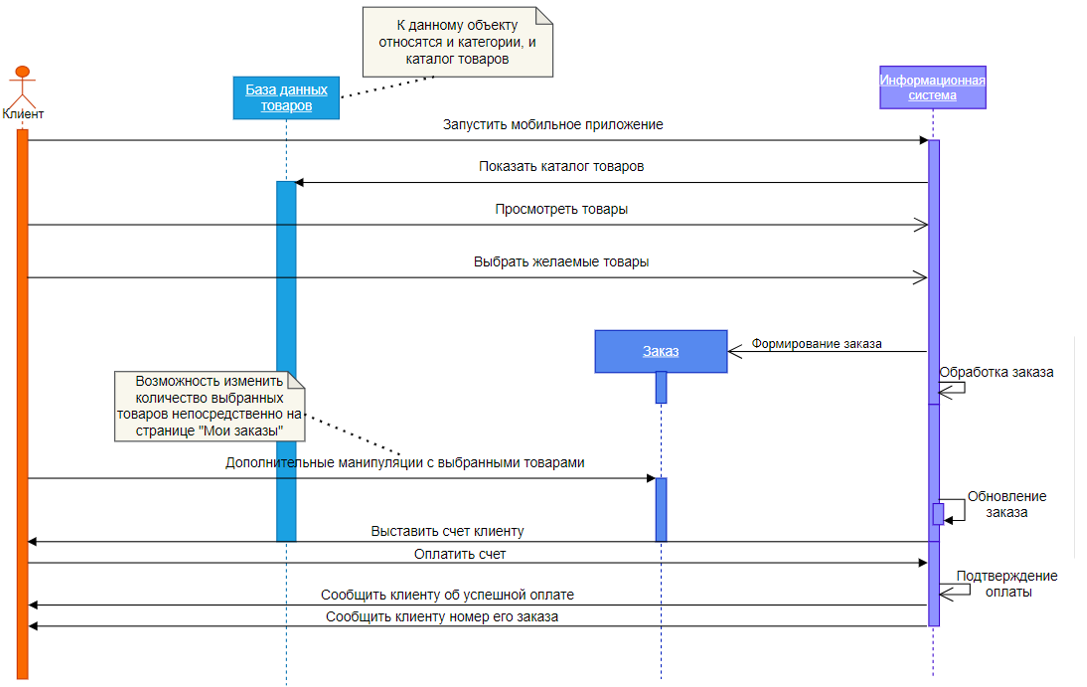 К данному объекту
относятся и категории, и
каталог товаров
База данных
товаров
Информационная
система
Клиент
Запустить мобильное приложение
Показать каталог товаров
Просмотреть товары
Выбрать желаемые товары
Заказ
Формирование заказа
Обработка заказа
Возможность изменить
количество выбранных
товаров непосредственно на
странице "Мои заказы"
Дополнительные манипуляции с выбранными товарами
Обновление
заказа
Выставить счет клиенту
Оплатить счет
Подтверждение
оплаты
Сообщить клиенту об успешной оплате
Сообщить клиенту номер его заказа